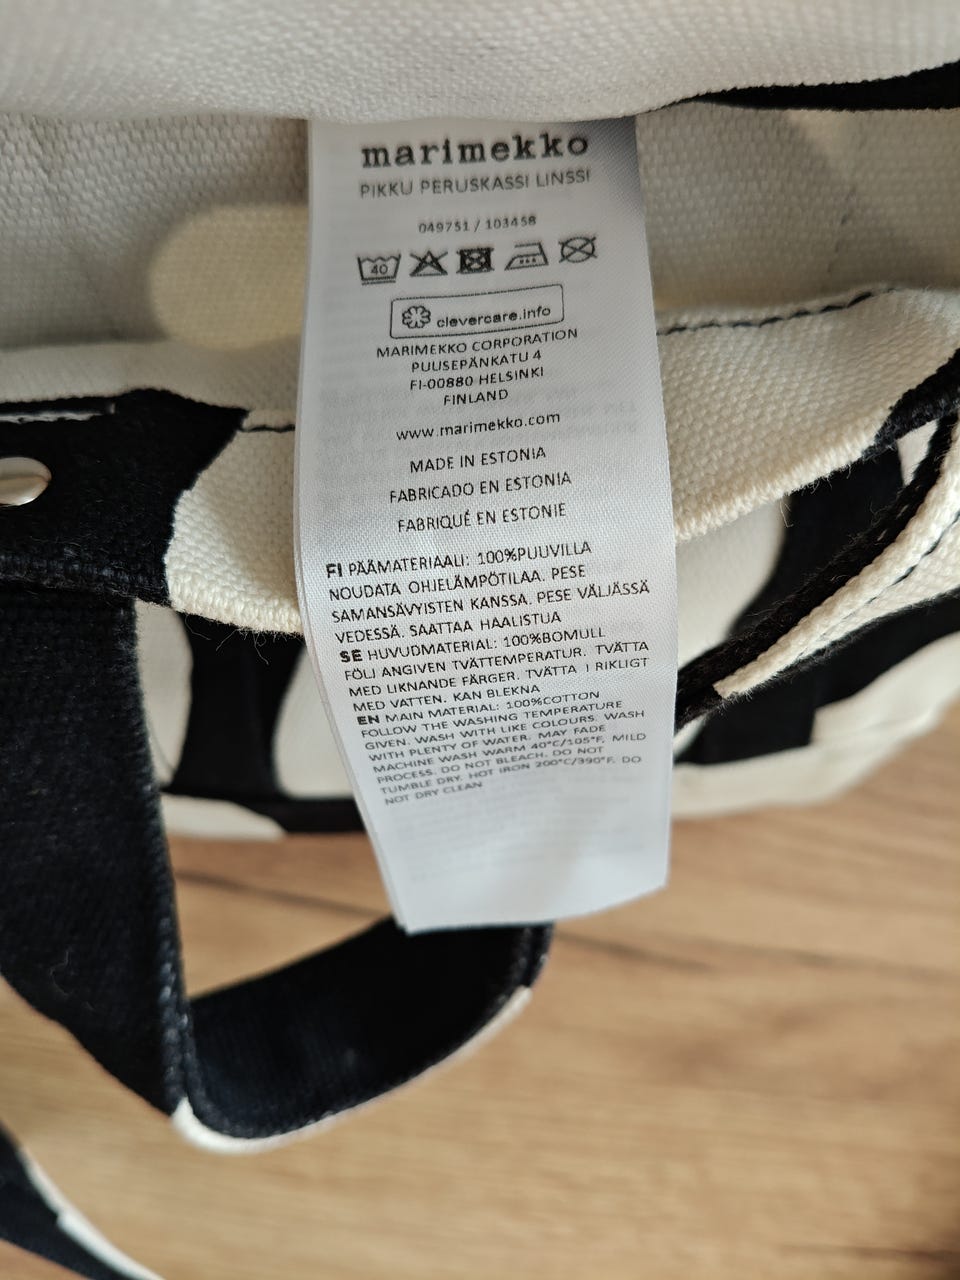 marimekko
PIKKU PERUSKASSI LINSSI
049751 / 103458
40
clevercare.info
MARIMEKKO CORPORATION
PUUSEPÄNKATU 4
FI-00880 HELSINKI
FINLAND
www.marimekko.com
MADE IN ESTONIA
FABRICADO EN ESTONIA
FABRIQUÉ EN ESTONIE
FI PÄÄMATERIAALI: 100%PUUVILLA
NOUDATA OHJELÄMPÖTILAA. PESE
SAMANSÄVYISTEN KANSSA. PESE VÄLJÄSSÄ
VEDESSÄ. SAATTAA HAALISTUA
SE HUVUDMATERIAL: 100%BOMULL
FÖLJ ANGIVEN TVÄTTEMPERATUR. TVÄTTA
MED LIKNANDE FÄRGER. TVÄTTA I RIKLIGT
MED VATTEN. KAN BLEKNA
EN MAIN MATERIAL: 100%COTTON
FOLLOW THE WASHING TEMPERATURE
GIVEN. WASH WITH LIKE COLOURS. WASH
WITH PLENTY OF WATER. MAY FADE
MACHINE WASH WARM 40°C/105°F, MILD
PROCESS. DO NOT BLEACH. DO NOT
TUMBLE DRY. HOT IRON 200°C/390°F. DO
NOT DRY CLEAN